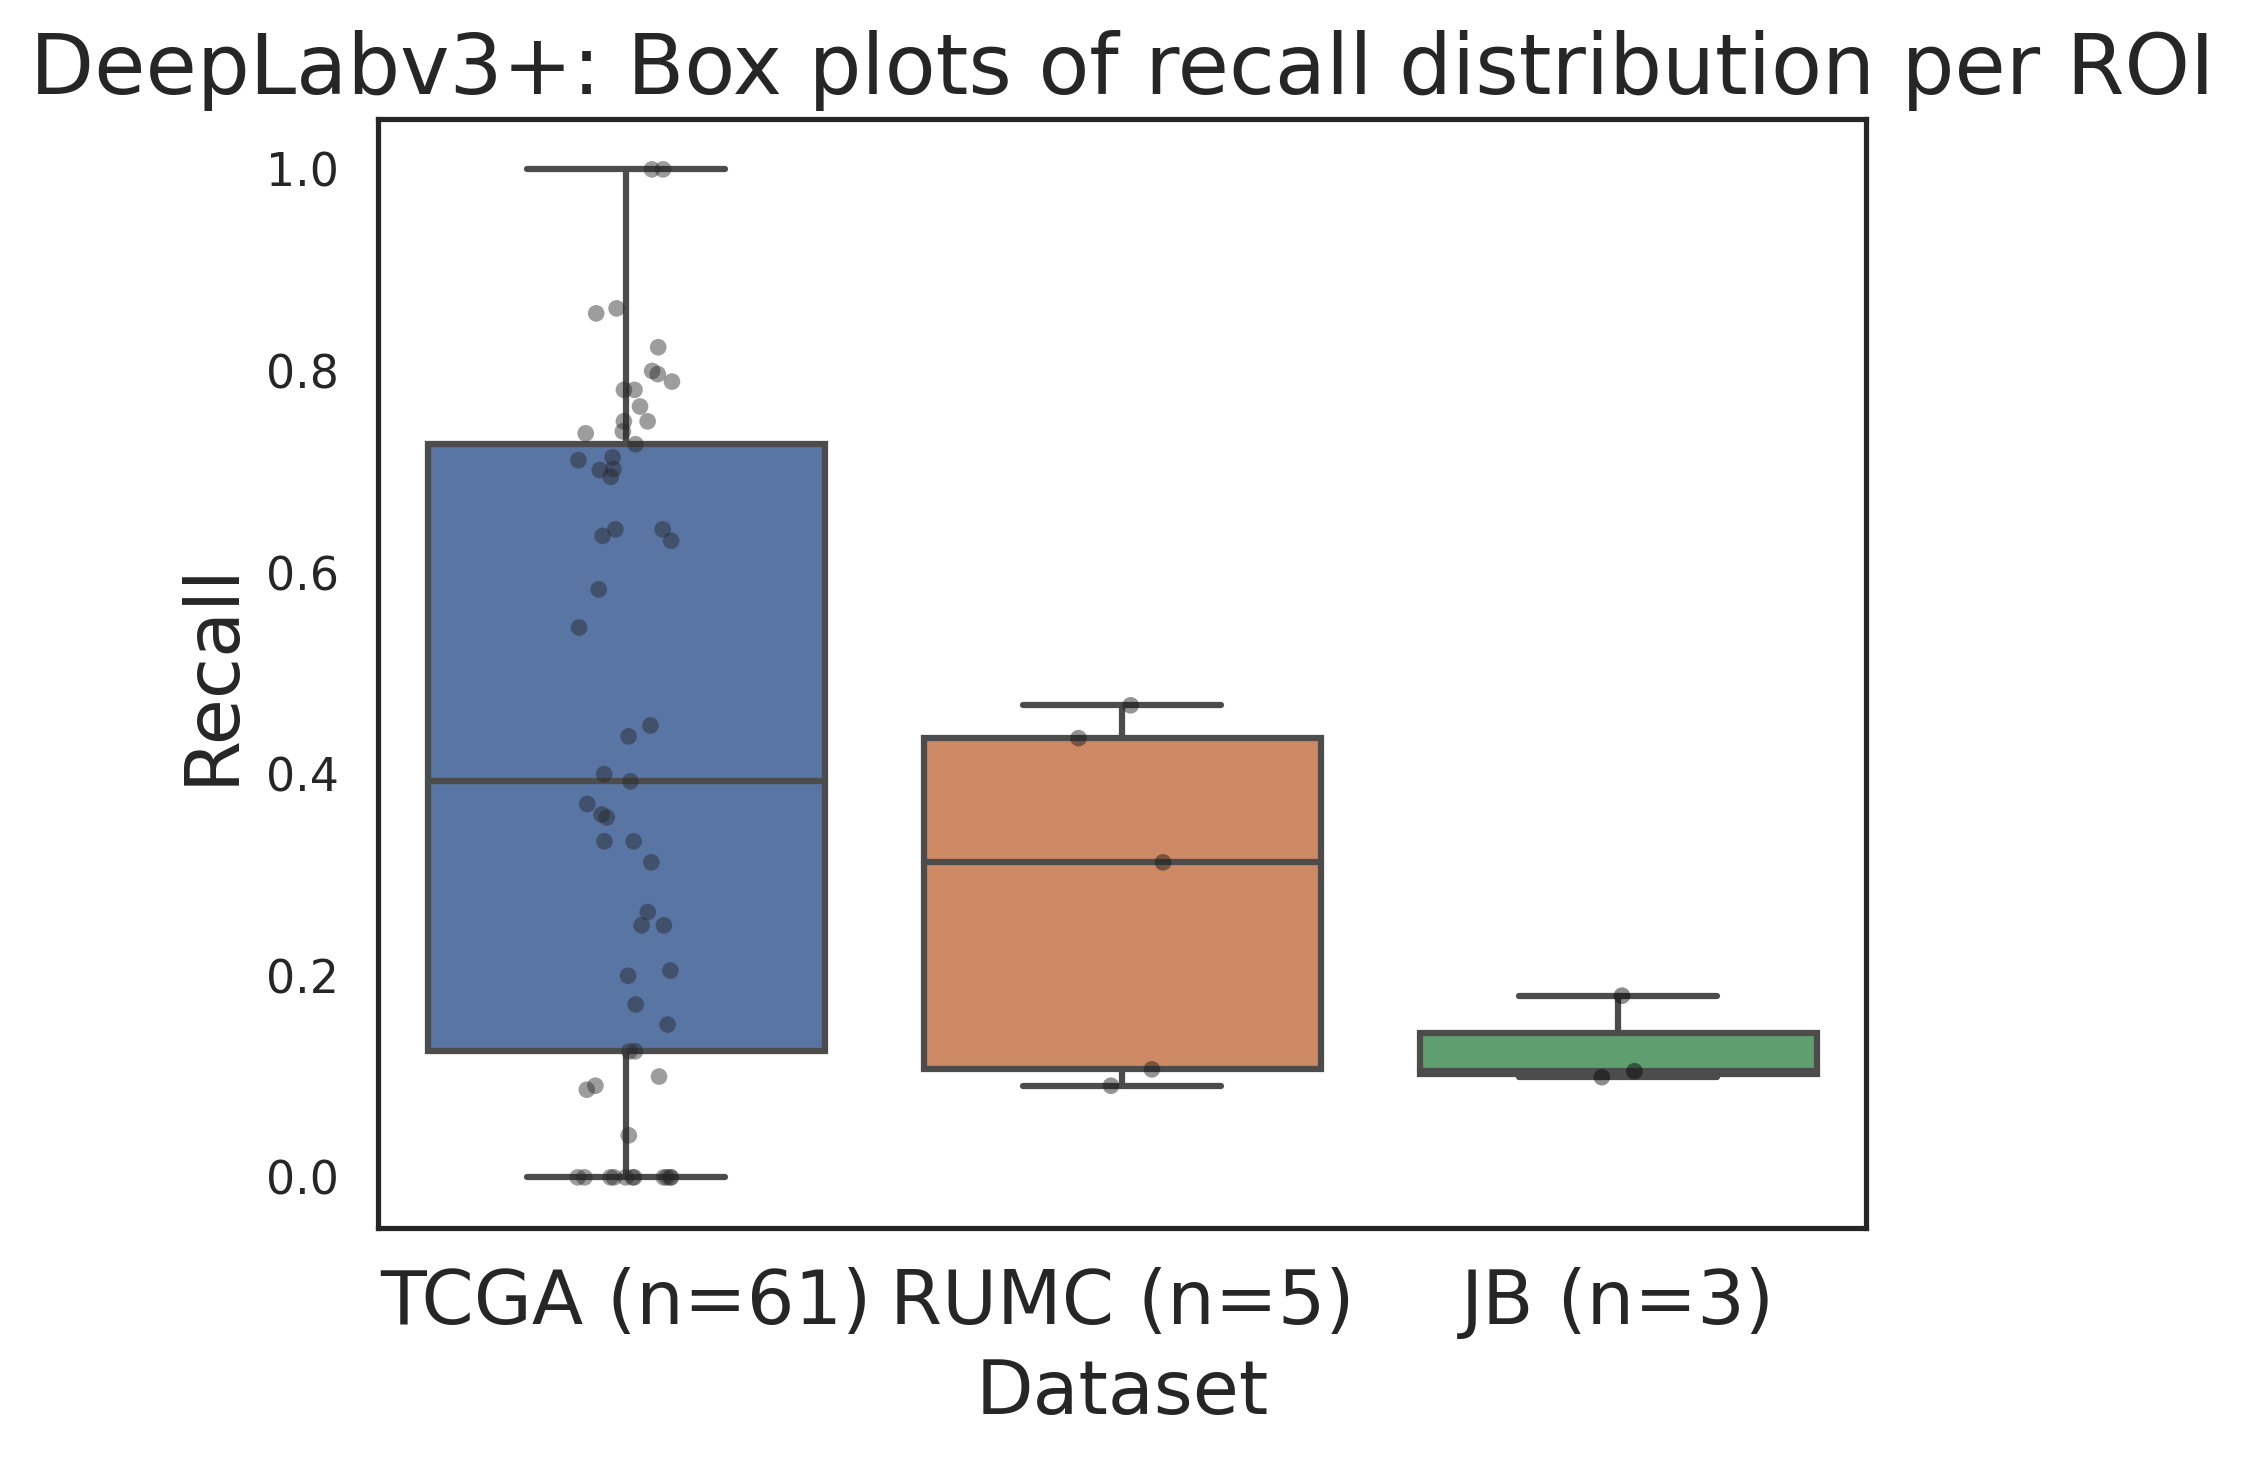 DeepLabv3+: Box plots of recall distribution per ROI
1.0
0.8
0.6
0.4
0.2
0.0
Recall
TCGA (n=61) RUMC (n=5) JB (n=3)
Dataset